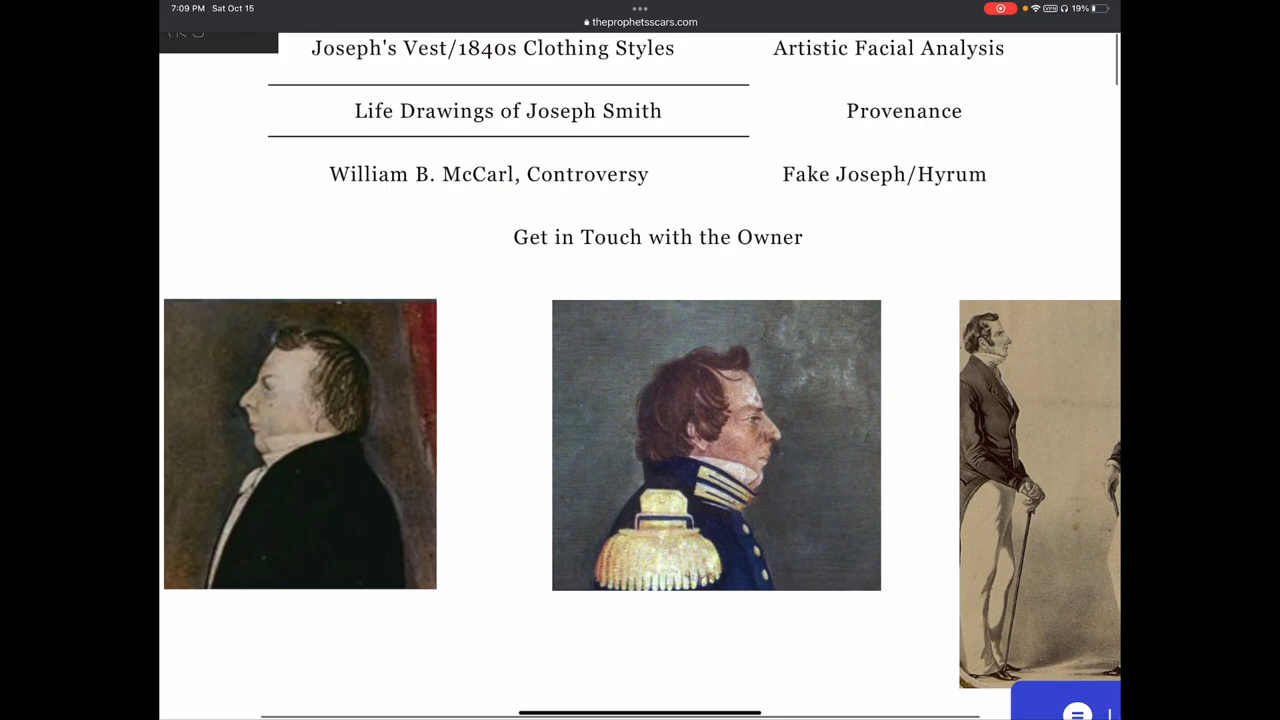 7:09 PM Sat Oct 15
19%
theprophetsscars.com
Joseph's Vest/1840s Clothing Styles
Artistic Facial Analysis
Life Drawings of Joseph Smith
Provenance
William B. McCarl, Controversy
Fake Joseph/Hyrum
Get in Touch with the Owner